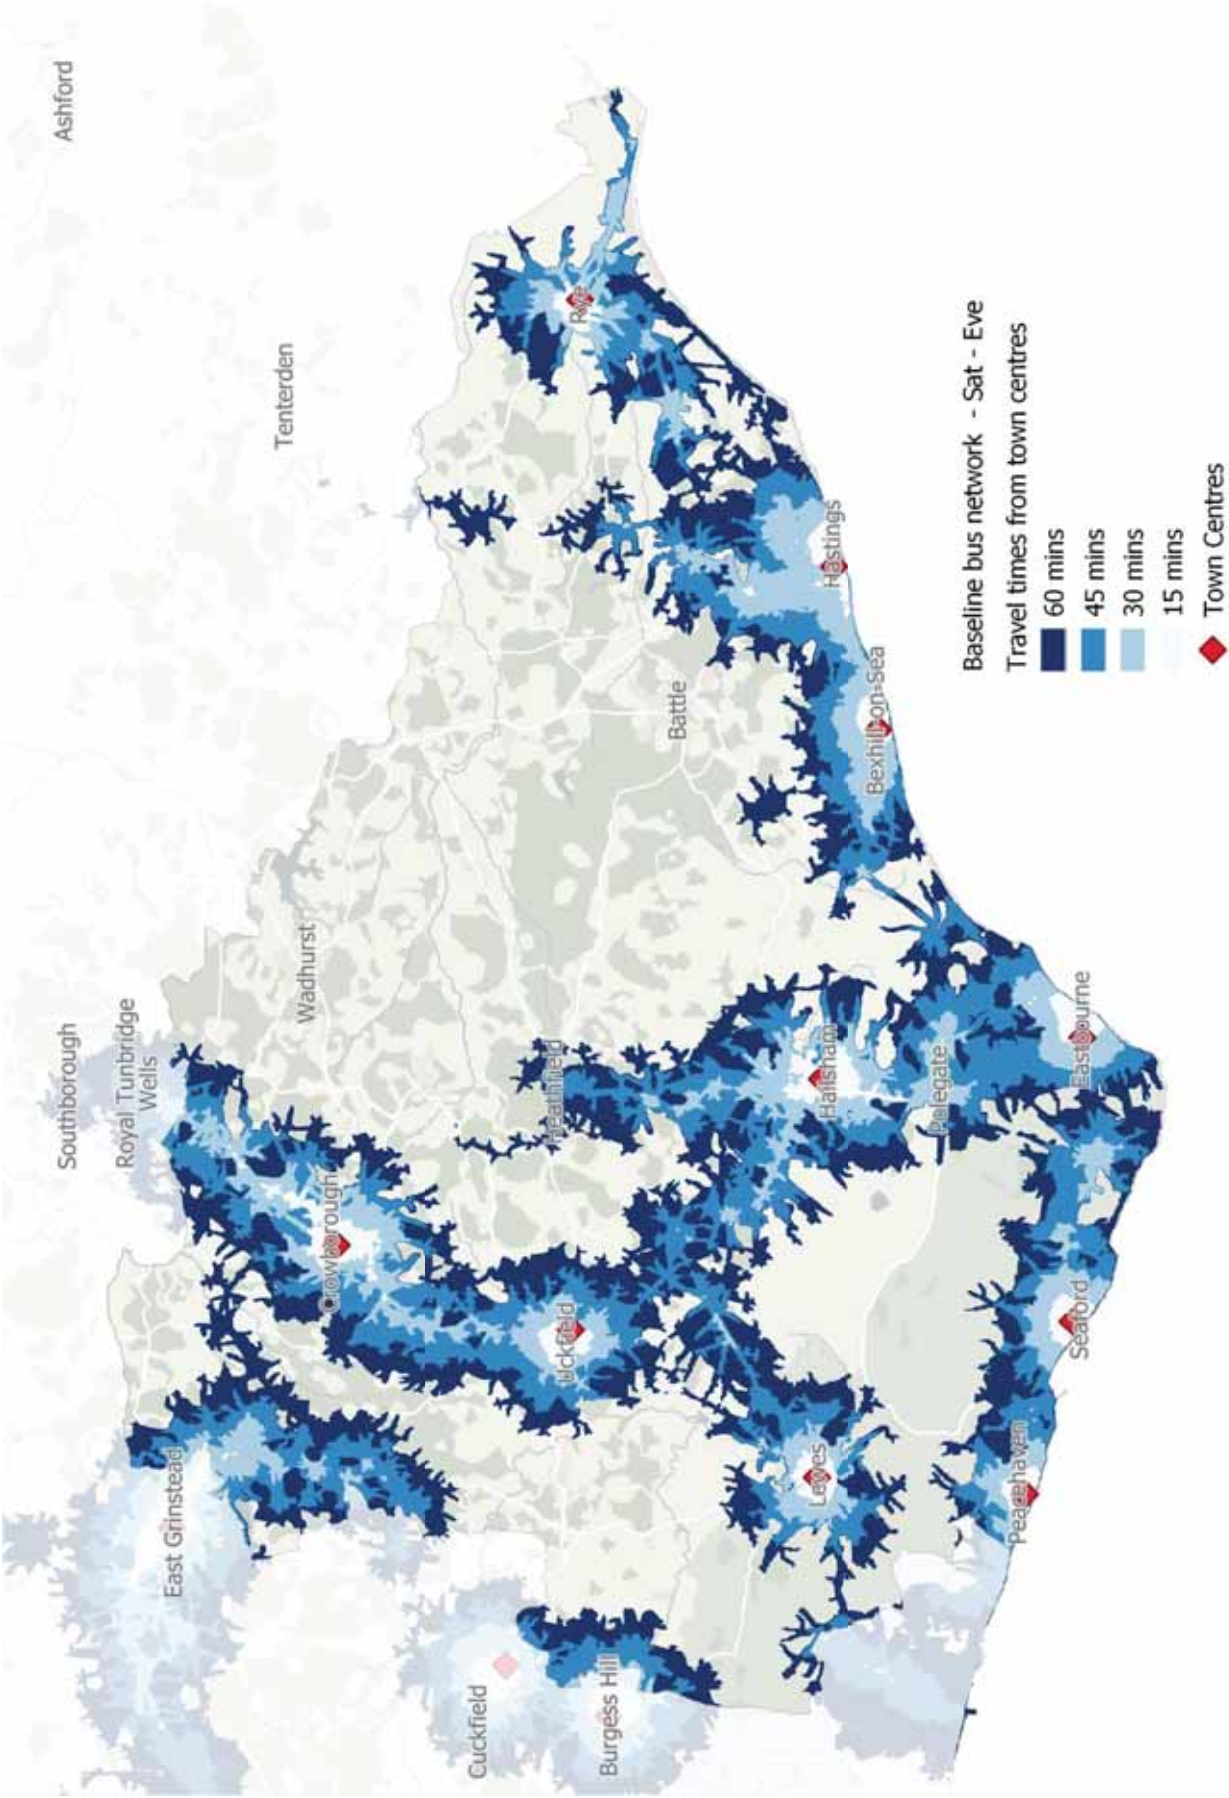 Ashford
Tenterden
Southborough
Royal Tunbridge
Wells
Wadhurst
Rye
Hastings
Battle
Bexhill-on-Sea
Crowborough
Heathfield
Hailsham
Polegate
Eastbourne
East Grinstead
Uckfield
Lewes
Seaford
Peacehaven
Cuckfield
Burgess Hill
Baseline bus network - Sat - Eve
Travel times from town centres
60 mins
45 mins
30 mins
15 mins
Town Centres